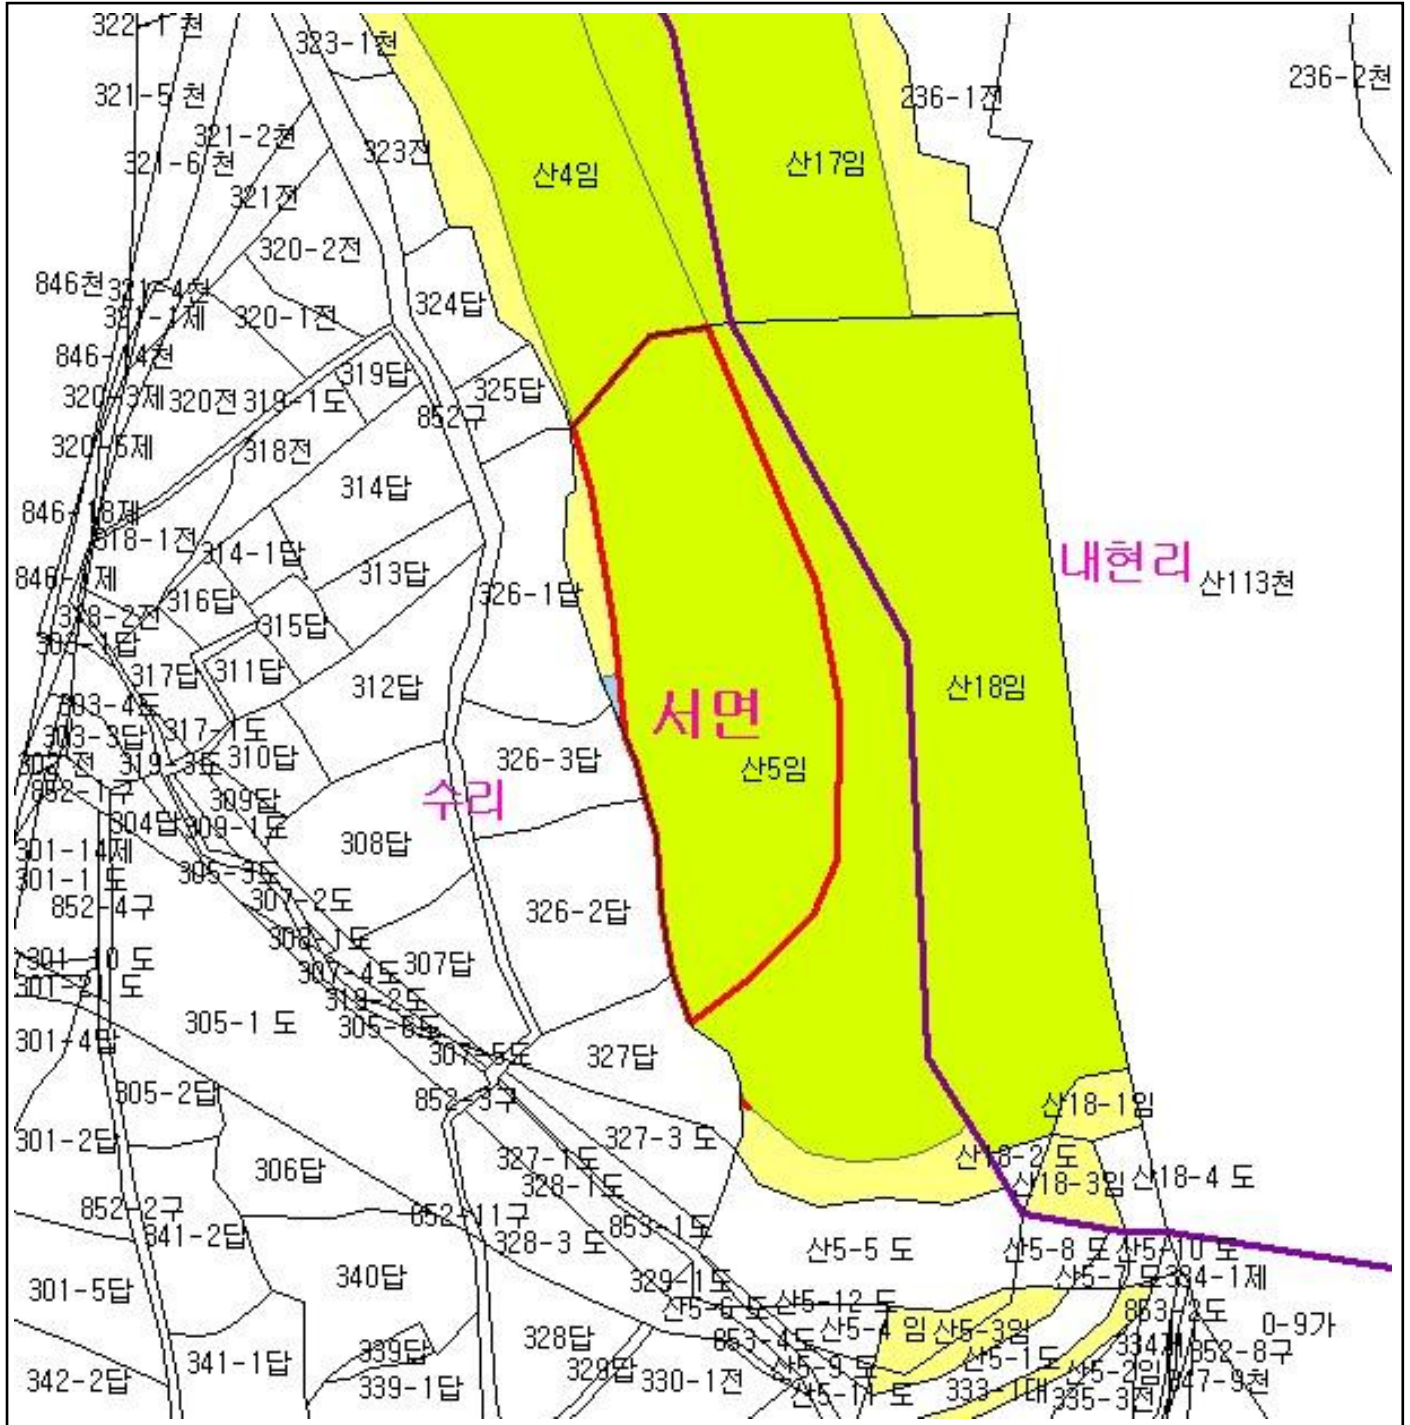 322-1 천
323-1천
236-2천
321-5 천
236-1전
321-2천
323전
321-6 천
산4임
산17임
321전
320-2전
846천
321-4천
324답
321-1제
320-1전
846-14천
319답
325답
320-3제
320전
319-1도
852구
320-5제
318전
314답
846-18제
318-1전
314-1답
내현리
산113천
313답
316답
326-1답
318-2전
315답
303-1답
317답
311답
312답
산18임
303-4도
서면
317-1도
303-3답
310답
326-3답
319-3도
산5임
852-1구
309답
수리
304답
309-1도
308답
301-14제
305-3도
301-1 도
307-2도
852-4구
326-2답
308-1도
301-10 도
307-4도
307답
301-21 도
319-2도
305-1 도
305-6도
301-4답
307-5도
327답
305-2답
852-3구
산18-1임
301-2답
327-3 도
306답
327-1도
산18-2 도
328-1도
산18-3임
산18-4 도
852-2구
852-11구
341-2답
853-1도
328-3 도
산5-5 도
산5-8 도
산5-10 도
340답
329-1도
산5-7 도
334-1제
301-5답
산5-6 도
산5-12 도
853-2도
0-9가
328답
853-4도
산5-4 임
산5-3임
339답
852-8구
341-1답
329답
산5-9 도
산5-1도
산5-2임
342-2답
339-1답
330-1전
산5-11 도
333-1대
335-3전
847-9천